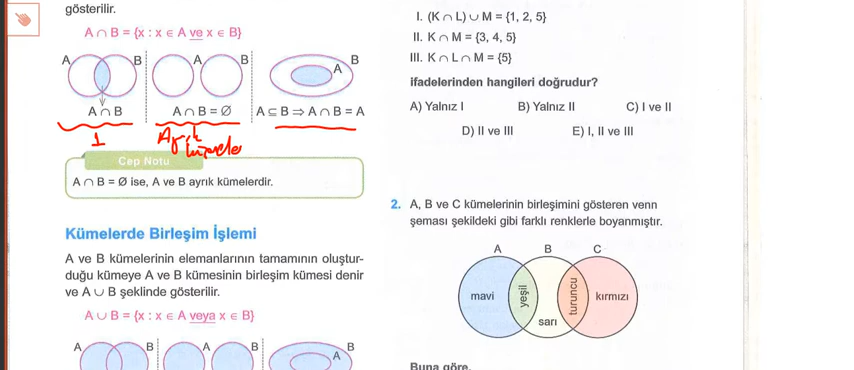 gösterilir.
A ∩ B = {x : x ∈ A ve x ∈ B}
A B A B A B
A ∩ B A ∩ B = Ø A ⊆ B ⇒ A ∩ B = A
1 Ayrık kümeler
Cep Notu
A ∩ B = Ø ise, A ve B ayrık kümelerdir.
Kümelerde Birleşim İşlemi
A ve B kümelerinin elemanlarının tamamının oluştur-
duğu kümeye A ve B kümesinin birleşim kümesi denir
ve A ∪ B şeklinde gösterilir.
A ∪ B = {x : x ∈ A veya x ∈ B}
A B A B A B
I. (K ∩ L) ∪ M = {1, 2, 5}
II. K ∩ M = {3, 4, 5}
III. K ∩ L ∩ M = {5}
ifadelerinden hangileri doğrudur?
A) Yalnız I B) Yalnız II C) I ve II
D) II ve III E) I, II ve III
2. A, B ve C kümelerinin birleşimini gösteren venn
şeması şekildeki gibi farklı renklerle boyanmıştır.
A B C
mavi yeşil sarı turuncu kırmızı
Buna göre,